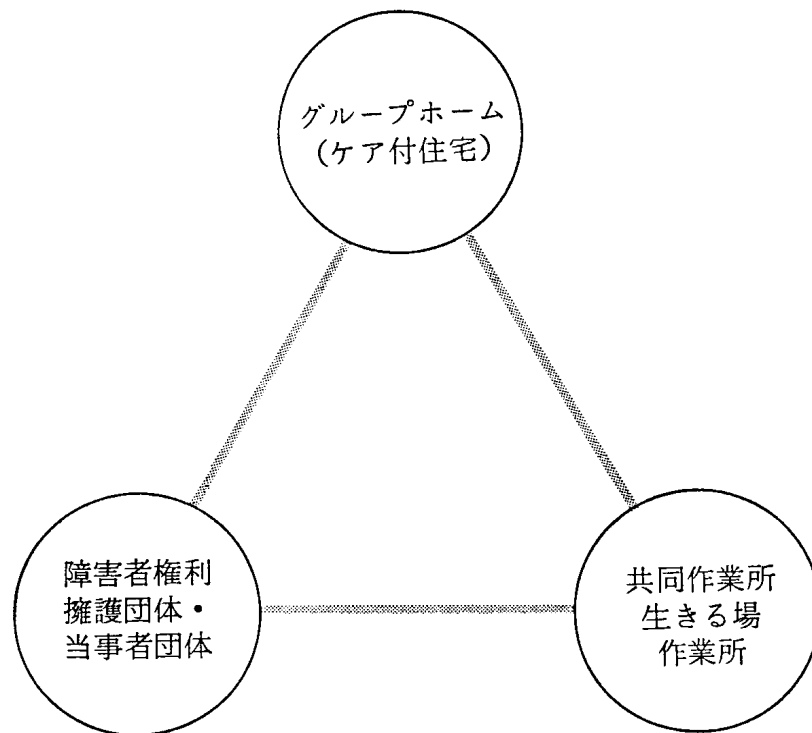 グループホーム
(ケア付住宅)
障害者権利
擁護団体・
当事者団体
共同作業所
生きる場
作業所